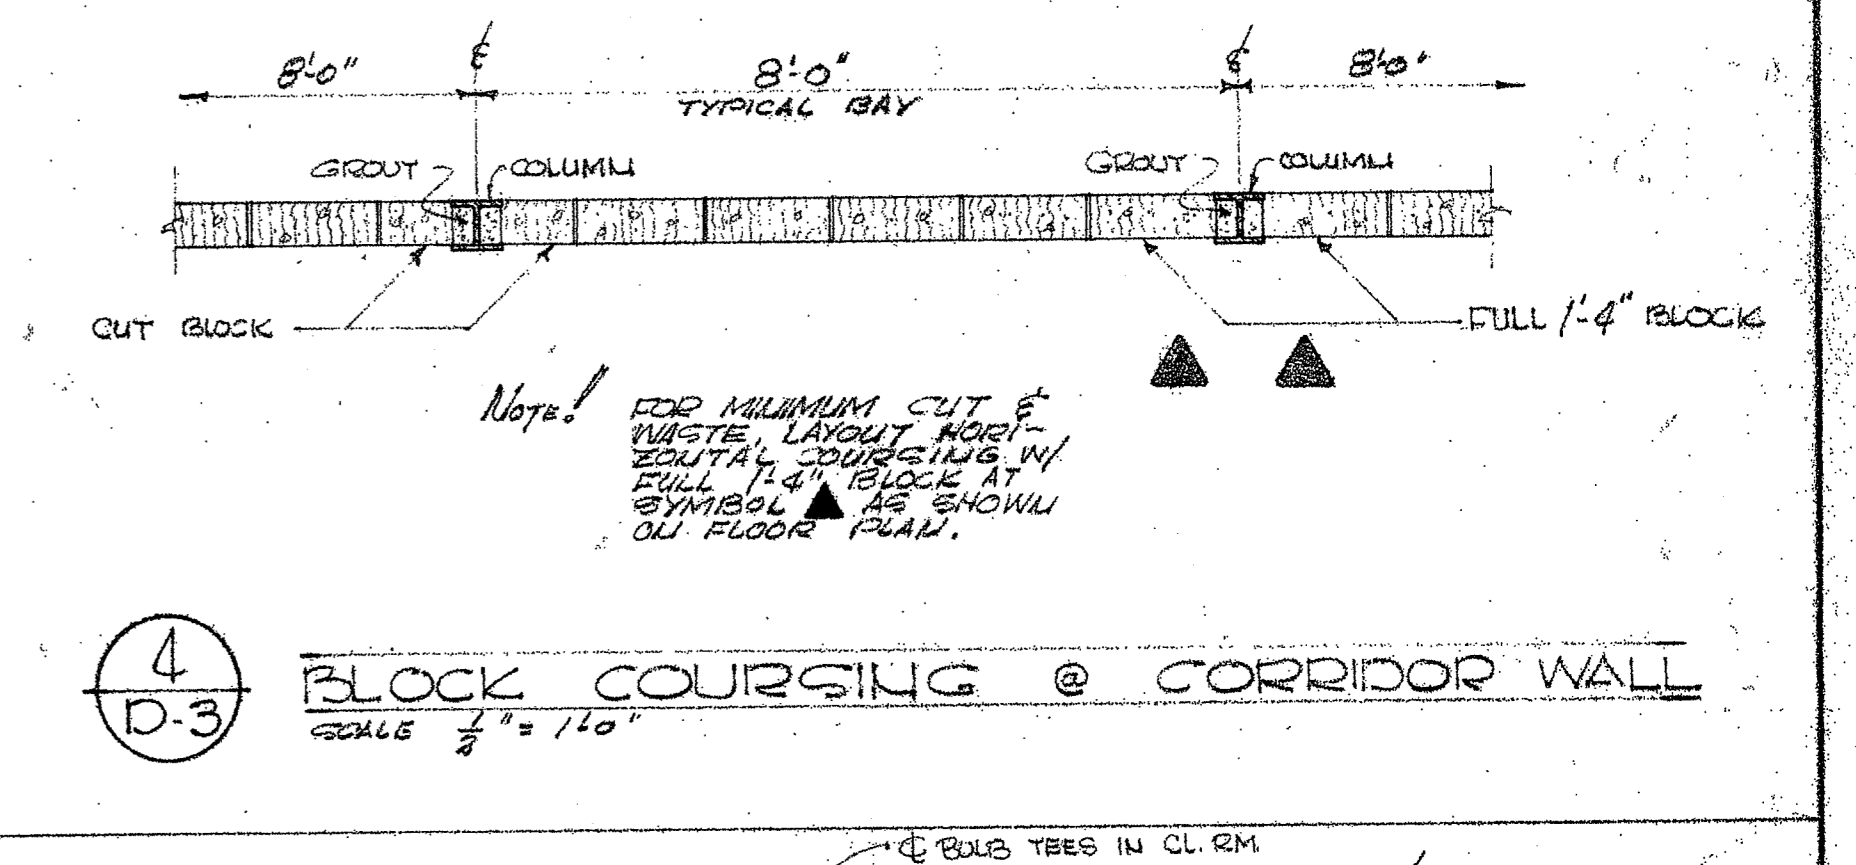 8'-0" ℄ 8'-0" ℄ 8'-0"
TYPICAL BAY
GROUT COLUMN GROUT COLUMN
CUT BLOCK FULL 1'-4" BLOCK
NOTE! FOR MINIMUM CUT &
WASTE, LAYOUT HORI-
ZONTAL COURSING W/
FULL 1'-4" BLOCK AT
SYMBOL ▲ AS SHOWN
ON FLOOR PLAN.
4
D-3
BLOCK COURSING @ CORRIDOR WALL
SCALE ½" = 1'-0"
℄ BULB TEES IN CL. RM.